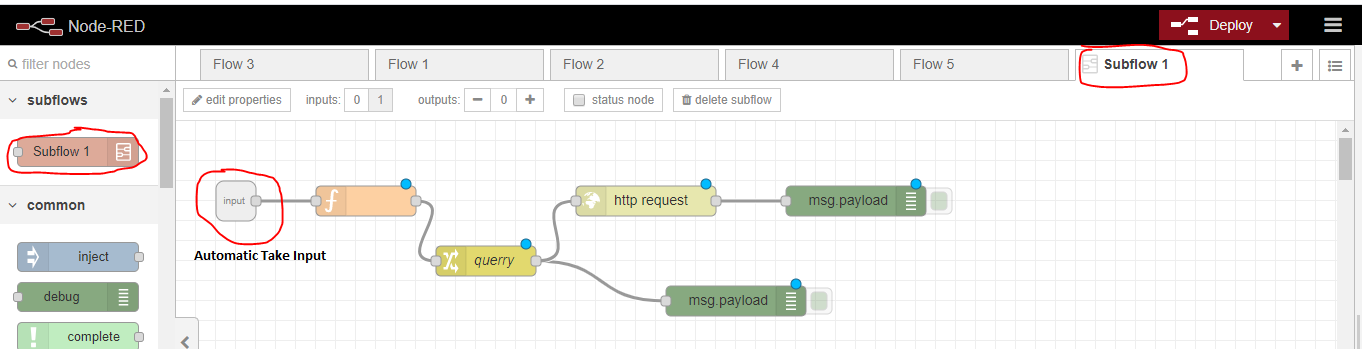 Node-RED
Deploy
filter nodes
Flow 3
Flow 1
Flow 2
Flow 4
Flow 5
Subflow 1
subflows
edit properties
inputs: 0 1
outputs: 0
status node
delete subflow
Subflow 1
input
http request
msg.payload
common
Automatic Take Input
querry
inject
debug
msg.payload
complete